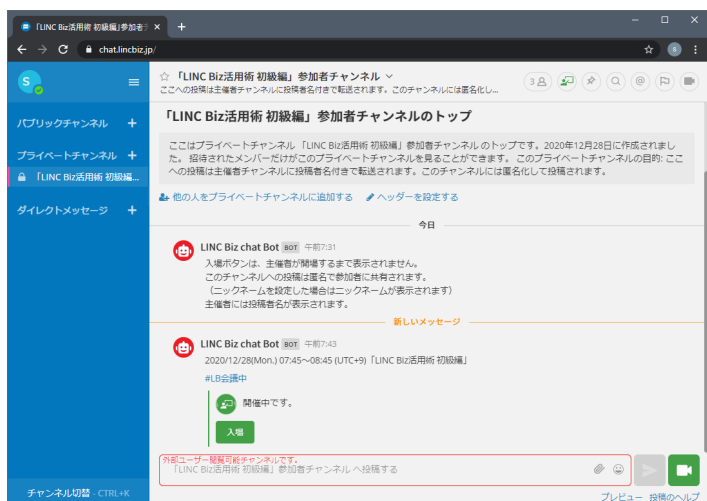 「LINC Biz活用術 初級編」参加者チ
chat.lincbiz.jp/
S
S
パブリックチャンネル +
プライベートチャンネル +
「LINC Biz活用術 初級編...
ダイレクトメッセージ +
チャンネル切替 - CTRL+K
「LINC Biz活用術 初級編」参加者チャンネル
ここへの投稿は主催者チャンネルに投稿者名付きで転送されます。このチャンネルには匿名化し...
3
「LINC Biz活用術 初級編」参加者チャンネルのトップ
ここはプライベートチャンネル 「LINC Biz活用術 初級編」参加者チャンネル のトップです。2020年12月28日に作成されまし
た。 招待されたメンバーだけがこのプライベートチャンネルを見ることができます。 このプライベートチャンネルの目的: ここ
への投稿は主催者チャンネルに投稿者名付きで転送されます。このチャンネルには匿名化して投稿されます。
他の人をプライベートチャンネルに追加する ヘッダーを設定する
今日
LINC Biz chat Bot BOT 午前7:31
入場ボタンは、主催者が開場するまで表示されません。
このチャンネルへの投稿は匿名で参加者に共有されます。
（ニックネームを設定した場合はニックネームが表示されます）
主催者には投稿者名が表示されます。
新しいメッセージ
LINC Biz chat Bot BOT 午前7:43
2020/12/28(Mon.) 07:45～08:45 (UTC+9)「LINC Biz活用術 初級編」
#LB会議中
開催中です。
入場
外部ユーザー閲覧可能チャンネルです。
「LINC Biz活用術 初級編」参加者チャンネル へ投稿する
プレビュー 投稿のヘルプ